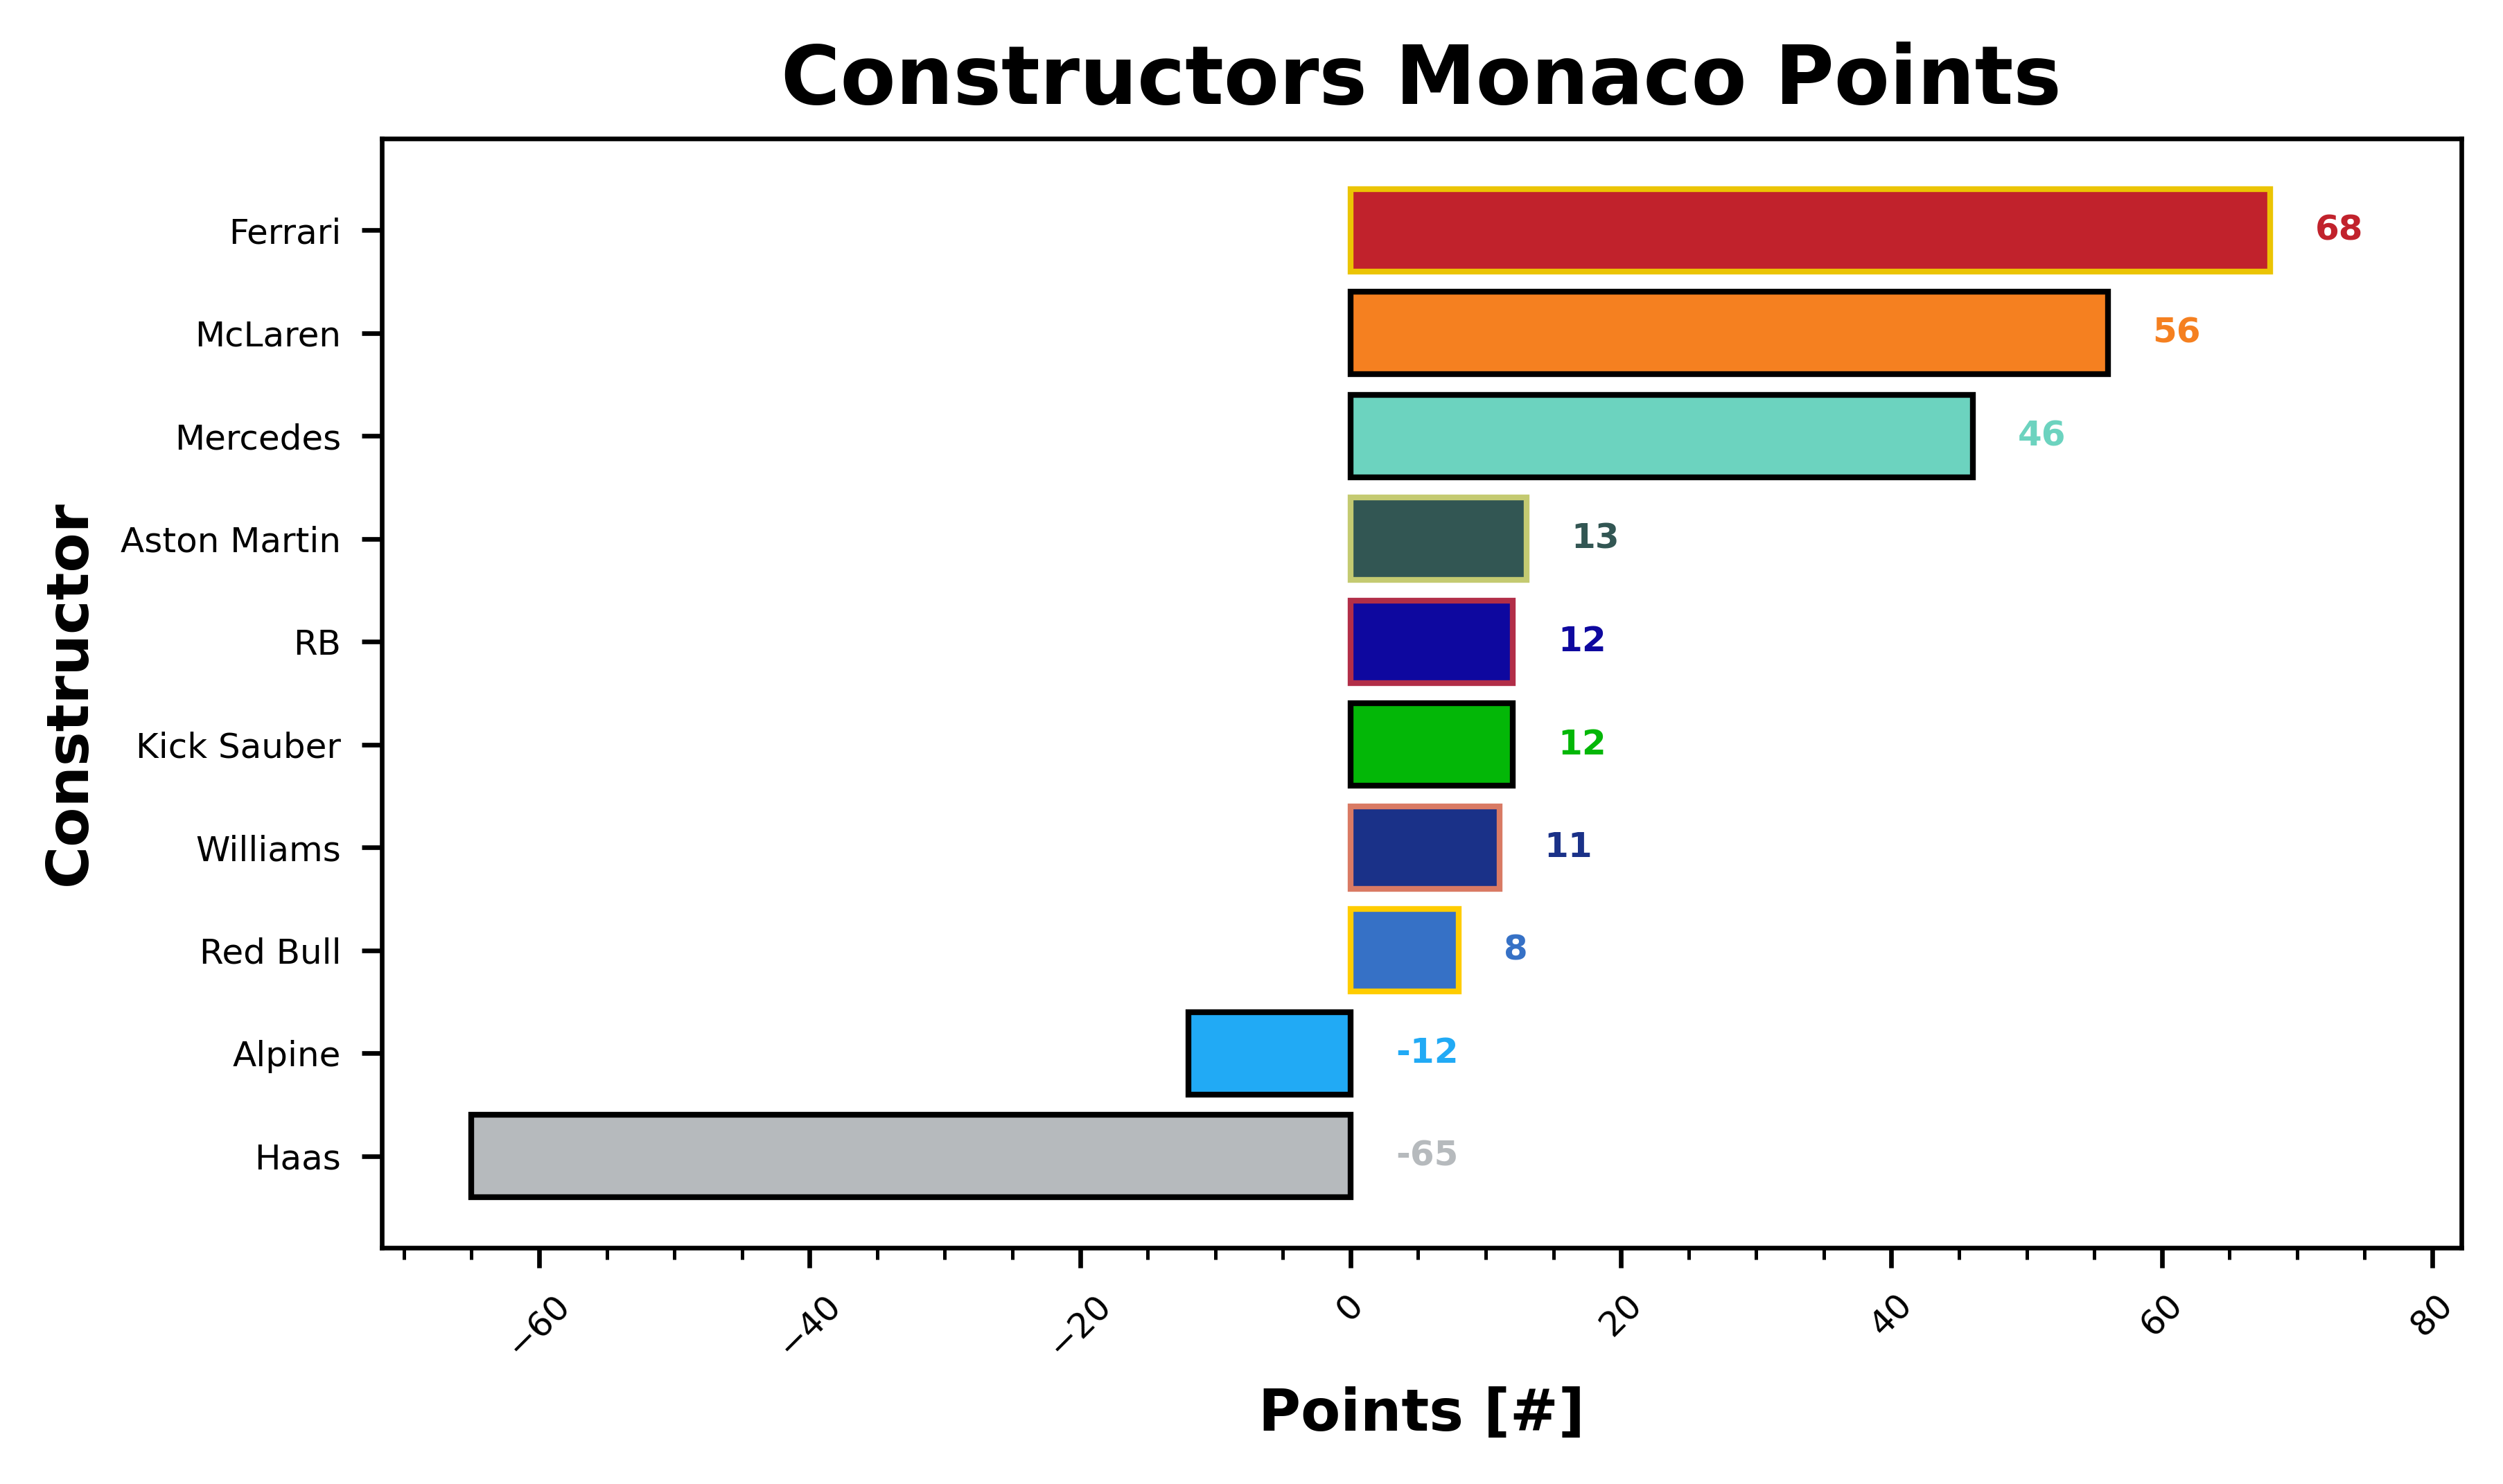 Constructors Monaco Points
Constructor
Ferrari 68
McLaren 56
Mercedes 46
Aston Martin 13
RB 12
Kick Sauber 12
Williams 11
Red Bull 8
Alpine -12
Haas -65
−60 −40 −20 0 20 40 60 80
Points [#]